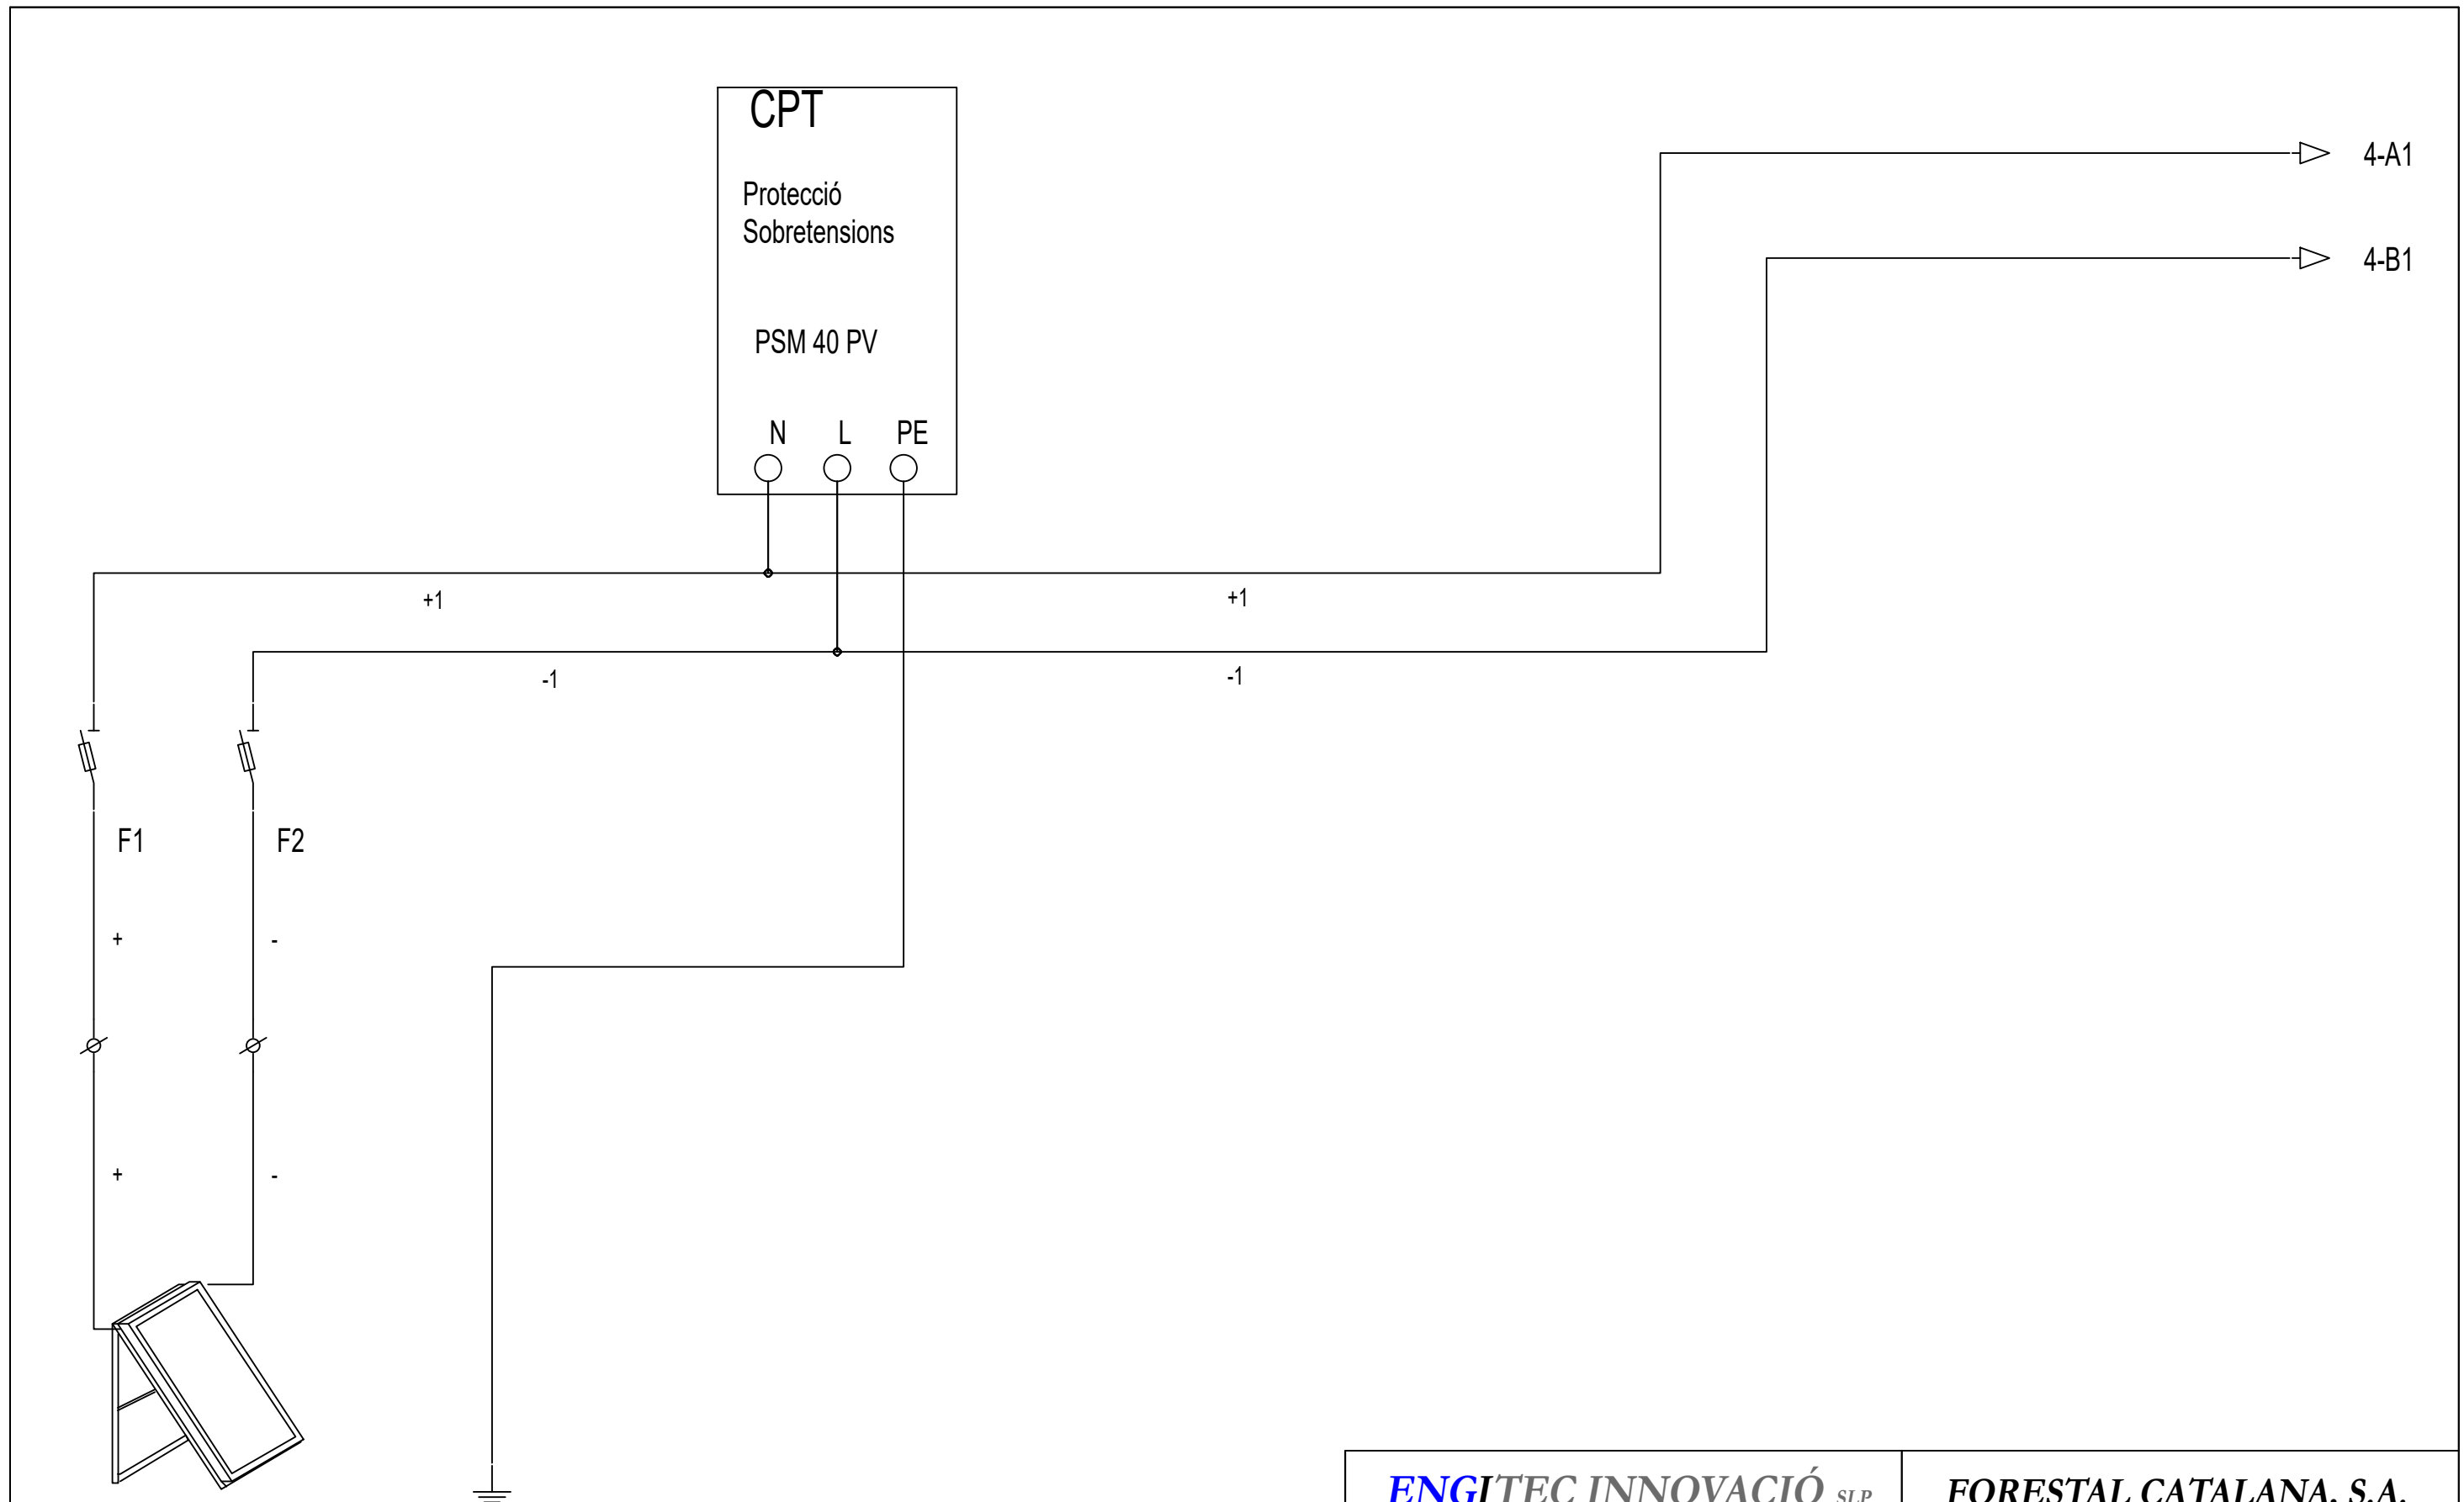 CPT
Protecció
Sobretensions
PSM 40 PV
N L PE
4-A1
4-B1
+1 +1
-1 -1
F1 F2
+ -
+ -
ENGITEC INNOVACIÓ SLP
FORESTAL CATALANA, S.A.